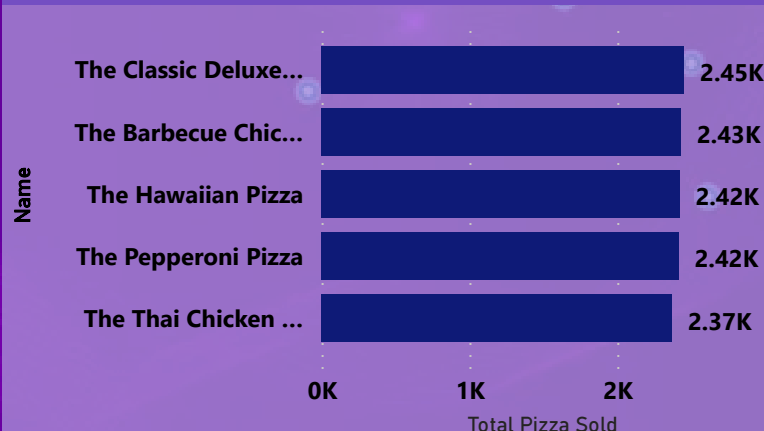 The Classic Deluxe... 2.45K
The Barbecue Chic... 2.43K
The Hawaiian Pizza 2.42K
The Pepperoni Pizza 2.42K
The Thai Chicken ... 2.37K
Name
0K 1K 2K
Total Pizza Sold